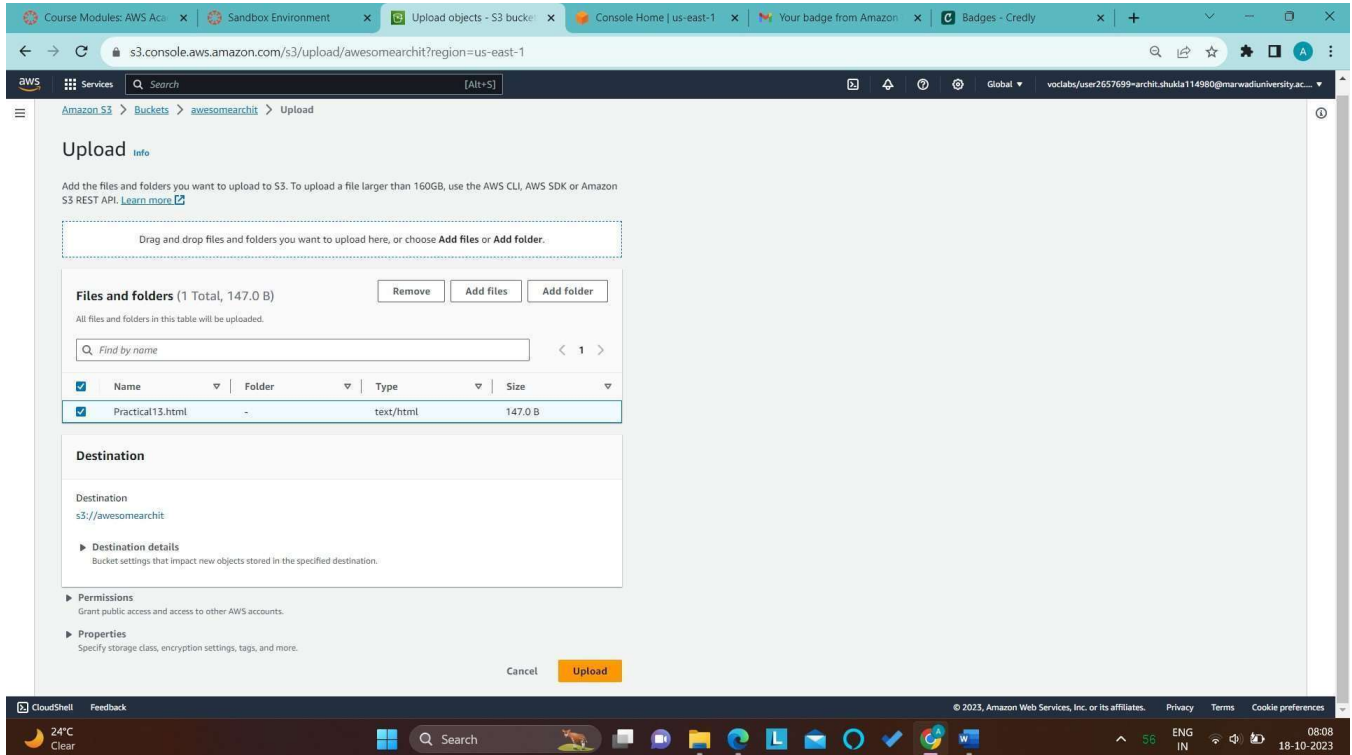 Course Modules: AWS Aca
Sandbox Environment
Upload objects - S3 bucket
Console Home | us-east-1
Your badge from Amazon
Badges - Credly
s3.console.aws.amazon.com/s3/upload/awesomearchit?region=us-east-1
A
aws
Services
Search
[Alt+S]
Global
voclabs/user2657699=archit.shukla114980@marwadiuniversity.ac....
Amazon S3 > Buckets > awesomearchit > Upload
Upload Info
Add the files and folders you want to upload to S3. To upload a file larger than 160GB, use the AWS CLI, AWS SDK or Amazon
S3 REST API. Learn more
Drag and drop files and folders you want to upload here, or choose Add files or Add folder.
Files and folders (1 Total, 147.0 B)
Remove
Add files
Add folder
All files and folders in this table will be uploaded.
Find by name
< 1 >
Name
Folder
Type
Size
Practical13.html
-
text/html
147.0 B
Destination
Destination
s3://awesomearchit
Destination details
Bucket settings that impact new objects stored in the specified destination.
Permissions
Grant public access and access to other AWS accounts.
Properties
Specify storage class, encryption settings, tags, and more.
Cancel
Upload
CloudShell
Feedback
© 2023, Amazon Web Services, Inc. or its affiliates.
Privacy
Terms
Cookie preferences
24°C
Clear
Search
L
W
56
ENG
IN
08:08
18-10-2023